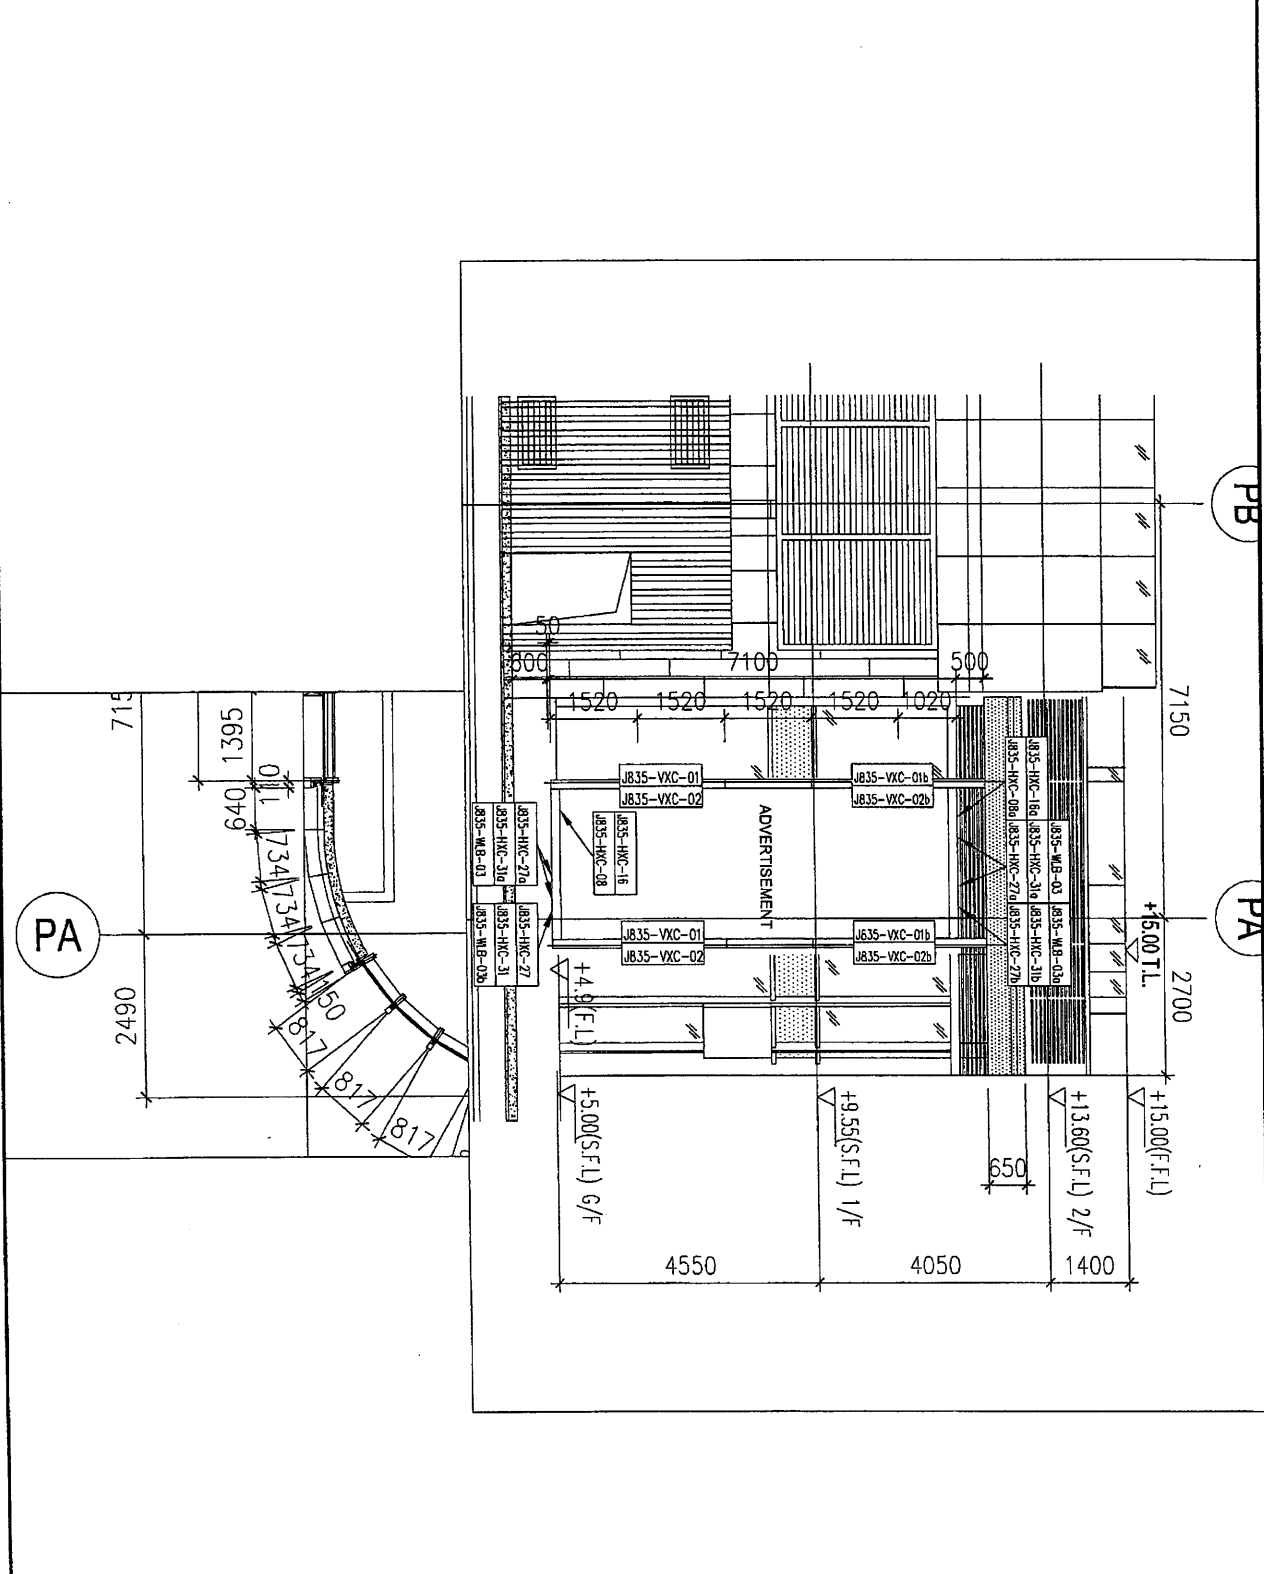 PB
PA
7150
2700
+15.00 T.L.
+15.00(F.F.L)
+13.60(S.F.L) 2/F
+9.55(S.F.L) 1/F
+5.00(S.F.L) G/F
650
1400
4050
4550
50
7100
500
1520
1520
1520
1520
1020
J835-VXC-01
J835-VXC-02
J835-VXC-01b
J835-VXC-02b
J835-HXC-16a
J835-HXC-08a
J835-WLB-03
J835-HXC-31a
J835-HXC-27a
J835-WLB-03a
J835-HXC-31b
J835-HXC-27b
ADVERTISEMENT
J835-HXC-16
J835-HXC-08
J835-HXC-27a
J835-HXC-31a
J835-WLB-03
J835-HXC-27
J835-HXC-31
J835-WLB-03b
J835-VXC-01
J835-VXC-02
J835-VXC-01b
J835-VXC-02b
715
1395
110
640
734
734
734
150
817
817
817
2490
PA